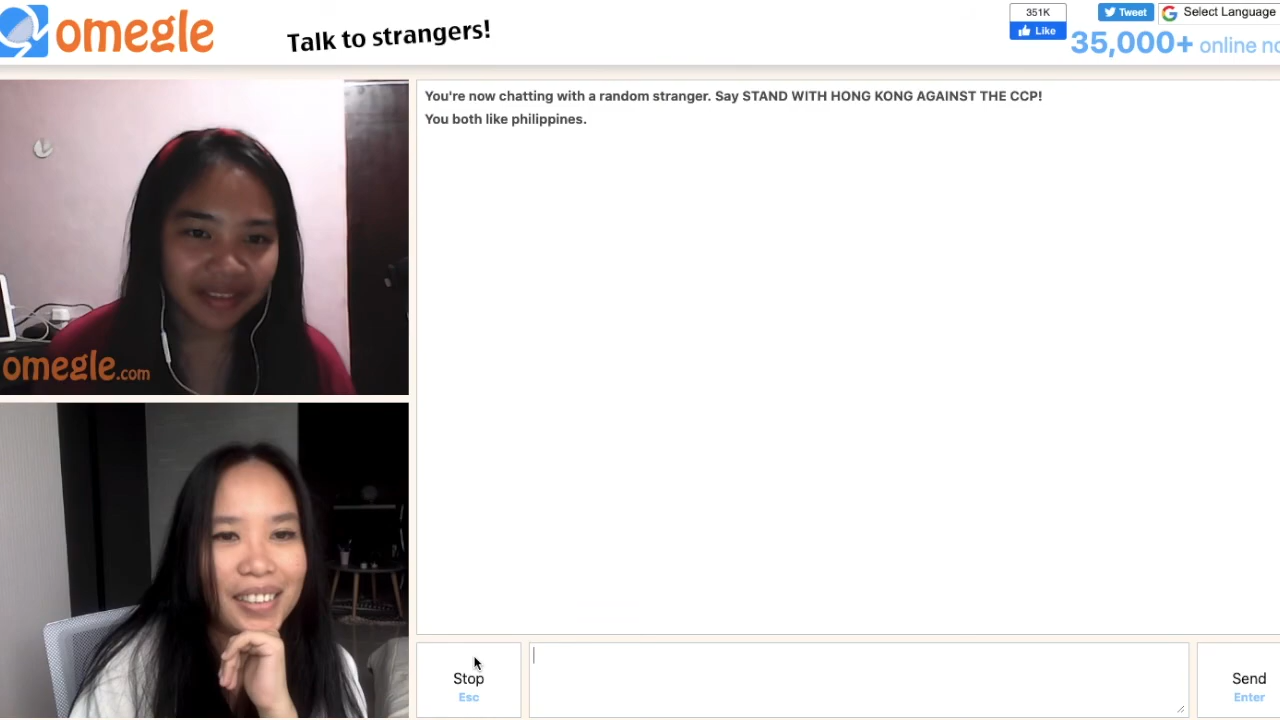 omegle
Talk to strangers!
351K
Like
Tweet
Select Language
35,000+ online no
You're now chatting with a random stranger. Say STAND WITH HONG KONG AGAINST THE CCP!
You both like philippines.
omegle.com
Stop
Esc
Send
Enter